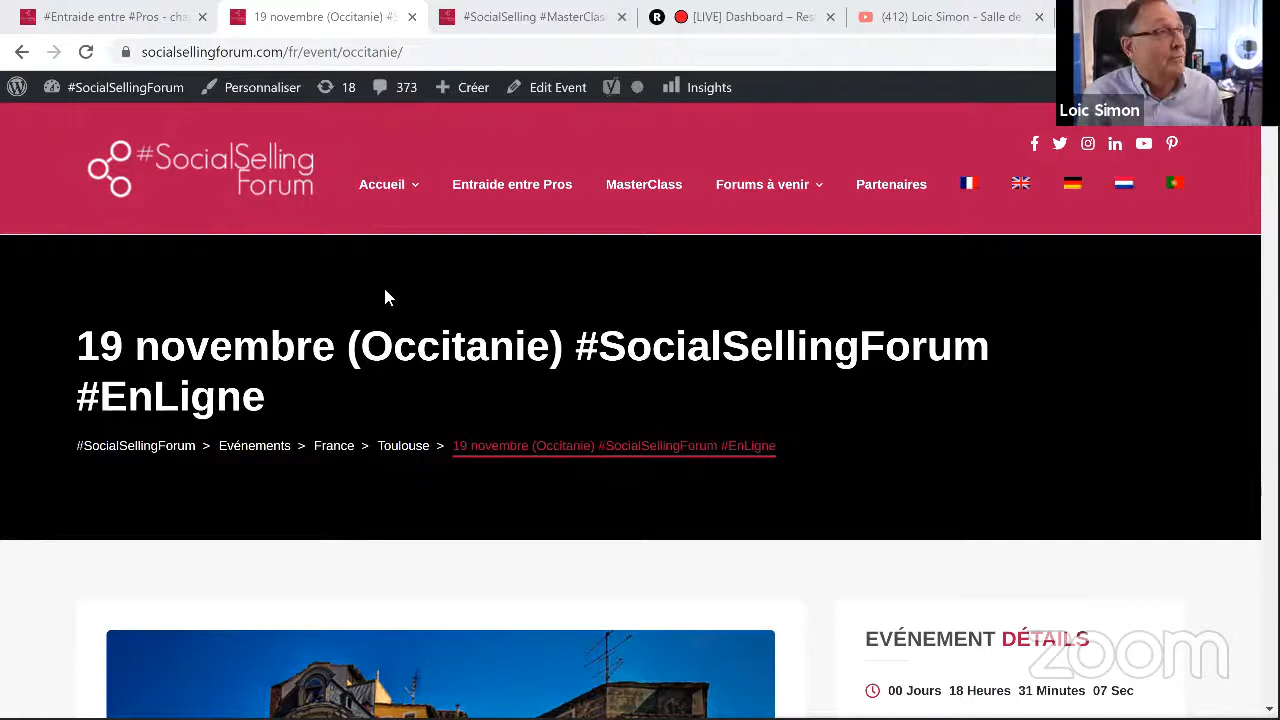 #Entraide entre #Pros -
19 novembre (Occitanie) #
#SocialSelling #MasterClas
[LIVE] Dashboard – Res
(412) Loic Simon - Salle de
socialsellingforum.com/fr/event/occitanie/
#SocialSellingForum Personnaliser 18 373 Créer Edit Event Insights
Loic Simon
#SocialSelling
Forum
Accueil Entraide entre Pros MasterClass Forums à venir Partenaires
19 novembre (Occitanie) #SocialSellingForum
#EnLigne
#SocialSellingForum > Evénements > France > Toulouse > 19 novembre (Occitanie) #SocialSellingForum #EnLigne
EVÉNEMENT DÉTAILS
zoom
00 Jours 18 Heures 31 Minutes 07 Sec